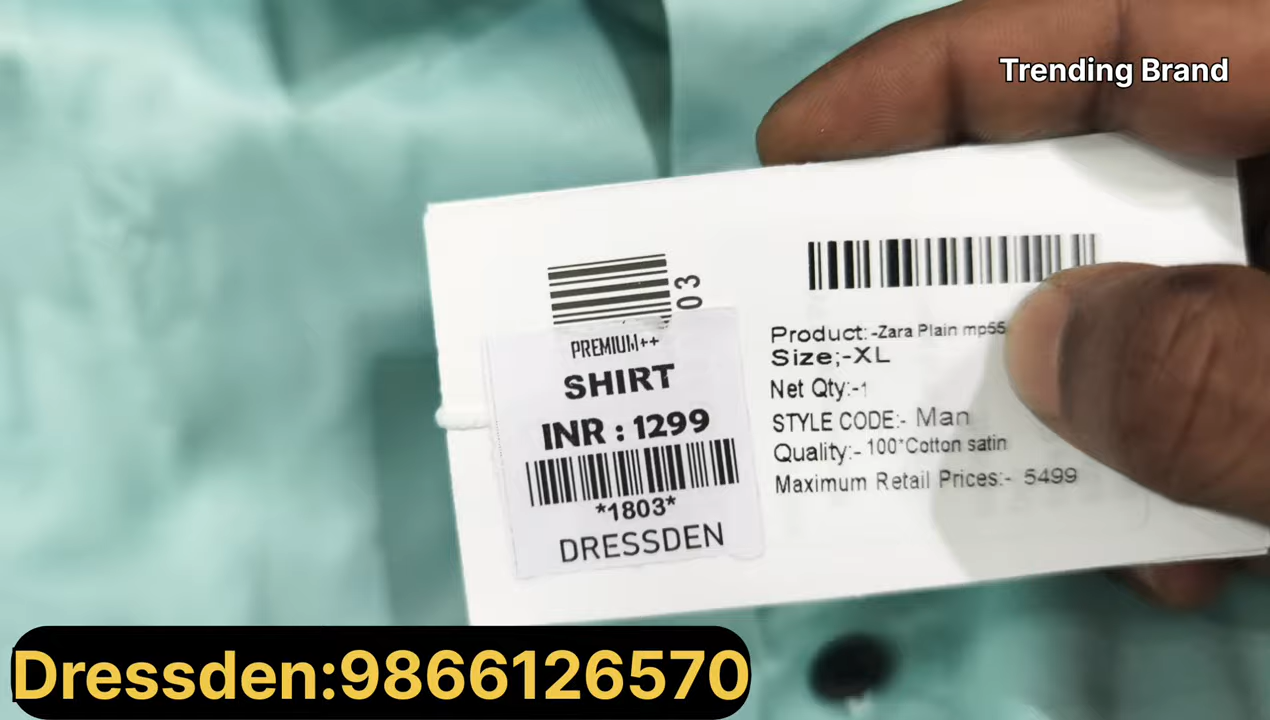 Trending Brand
03
PREMIUM++
SHIRT
INR : 1299
*1803*
DRESSDEN
Product:-Zara Plain mp55
Size;-XL
Net Qty:-1
STYLE CODE:- Man
Quality:- 100*Cotton satin
Maximum Retail Prices:- 5499
Dressden:9866126570